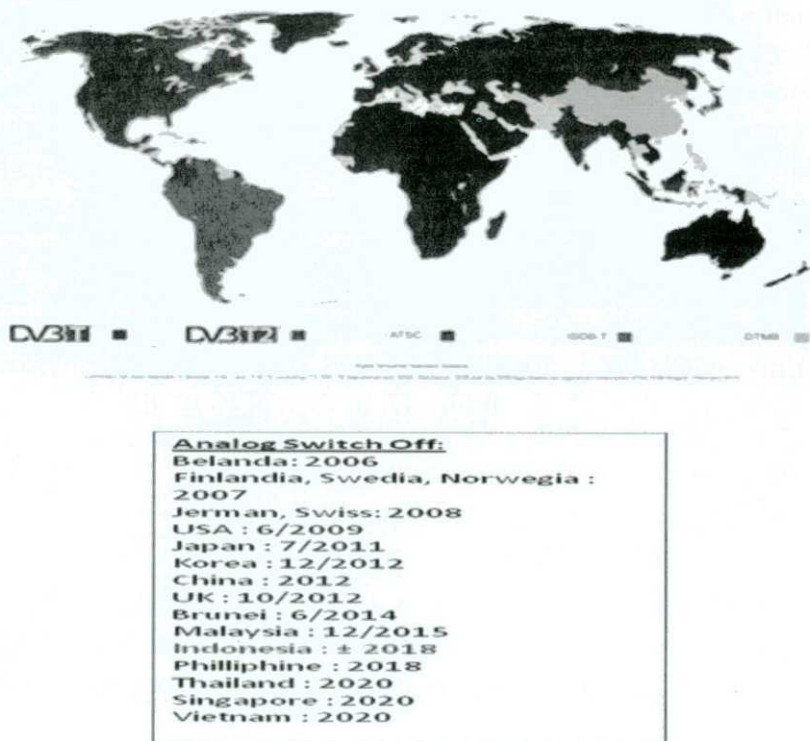 DVB T
DVB T2
ATSC
ISDB-T
DTMB
Analog Switch Off:
Belanda: 2006
Finlandia, Swedia, Norwegia :
2007
Jerman, Swiss: 2008
USA : 6/2009
Japan : 7/2011
Korea : 12/2012
China : 2012
UK : 10/2012
Brunei : 6/2014
Malaysia : 12/2015
Indonesia : ± 2018
Philliphine : 2018
Thailand : 2020
Singapore : 2020
Vietnam : 2020